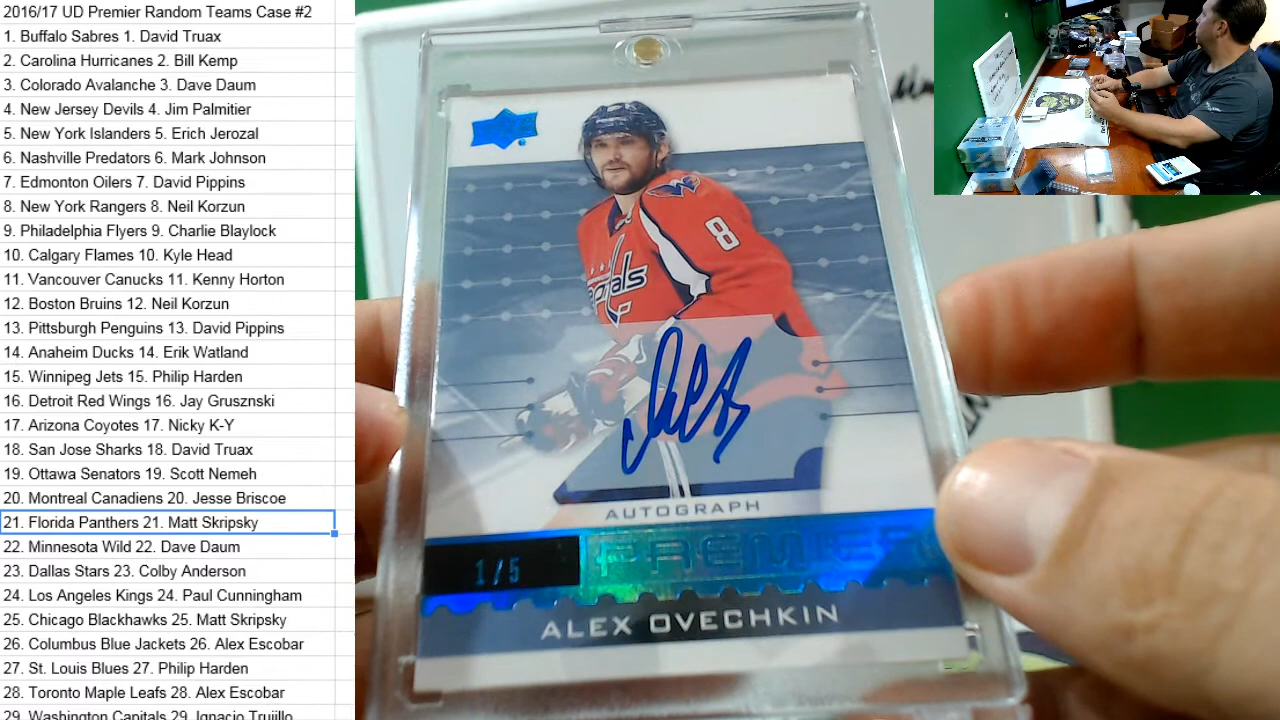 2016/17 UD Premier Random Teams Case #2
1. Buffalo Sabres 1. David Truax
2. Carolina Hurricanes 2. Bill Kemp
3. Colorado Avalanche 3. Dave Daum
4. New Jersey Devils 4. Jim Palmitier
5. New York Islanders 5. Erich Jerozal
6. Nashville Predators 6. Mark Johnson
7. Edmonton Oilers 7. David Pippins
8. New York Rangers 8. Neil Korzun
9. Philadelphia Flyers 9. Charlie Blaylock
10. Calgary Flames 10. Kyle Head
11. Vancouver Canucks 11. Kenny Horton
12. Boston Bruins 12. Neil Korzun
13. Pittsburgh Penguins 13. David Pippins
14. Anaheim Ducks 14. Erik Watland
15. Winnipeg Jets 15. Philip Harden
16. Detroit Red Wings 16. Jay Grusznski
17. Arizona Coyotes 17. Nicky K-Y
18. San Jose Sharks 18. David Truax
19. Ottawa Senators 19. Scott Nemeh
20. Montreal Canadiens 20. Jesse Briscoe
21. Florida Panthers 21. Matt Skripsky
22. Minnesota Wild 22. Dave Daum
23. Dallas Stars 23. Colby Anderson
24. Los Angeles Kings 24. Paul Cunningham
25. Chicago Blackhawks 25. Matt Skripsky
26. Columbus Blue Jackets 26. Alex Escobar
27. St. Louis Blues 27. Philip Harden
28. Toronto Maple Leafs 28. Alex Escobar
29. Washington Capitals 29. Ignacio Trujillo
8
AUTOGRAPH
PREMIER
1/5
ALEX OVECHKIN